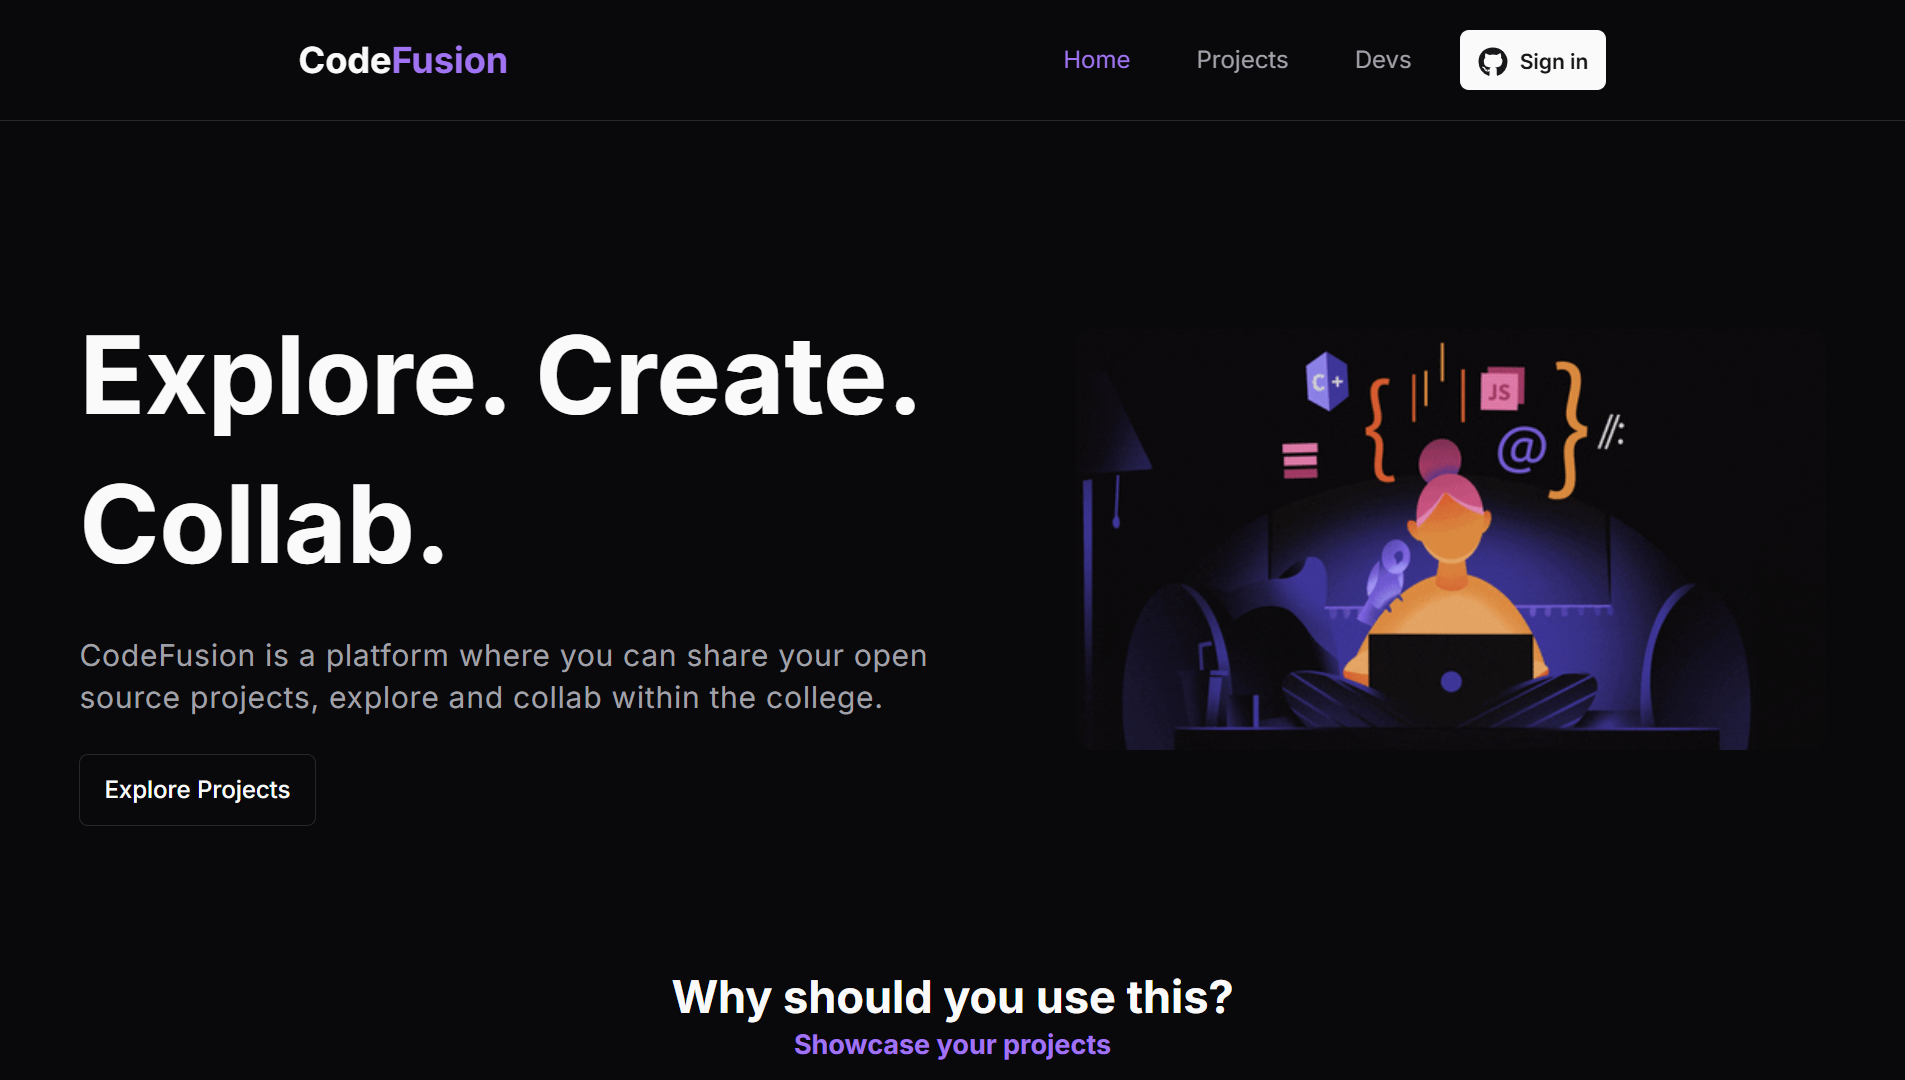 CodeFusion
Home Projects Devs Sign in
Explore. Create.
Collab.
CodeFusion is a platform where you can share your open
source projects, explore and collab within the college.
Explore Projects
C+
{ JS } //:
@
Why should you use this?
Showcase your projects